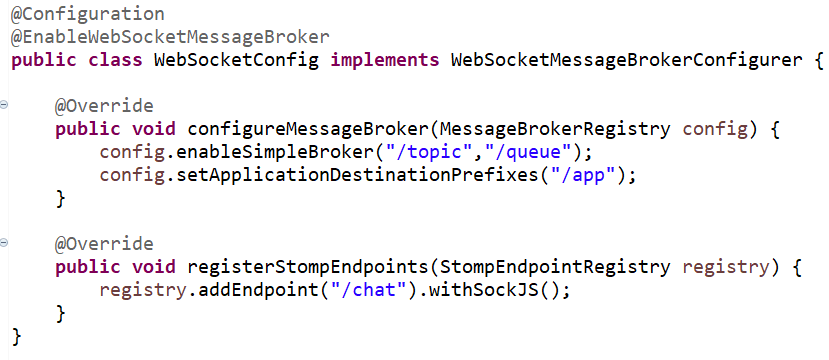 @Configuration
@EnableWebSocketMessageBroker
public class WebSocketConfig implements WebSocketMessageBrokerConfigurer {
@Override
public void configureMessageBroker(MessageBrokerRegistry config) {
config.enableSimpleBroker("/topic","/queue");
config.setApplicationDestinationPrefixes("/app");
}
@Override
public void registerStompEndpoints(StompEndpointRegistry registry) {
registry.addEndpoint("/chat").withSockJS();
}
}